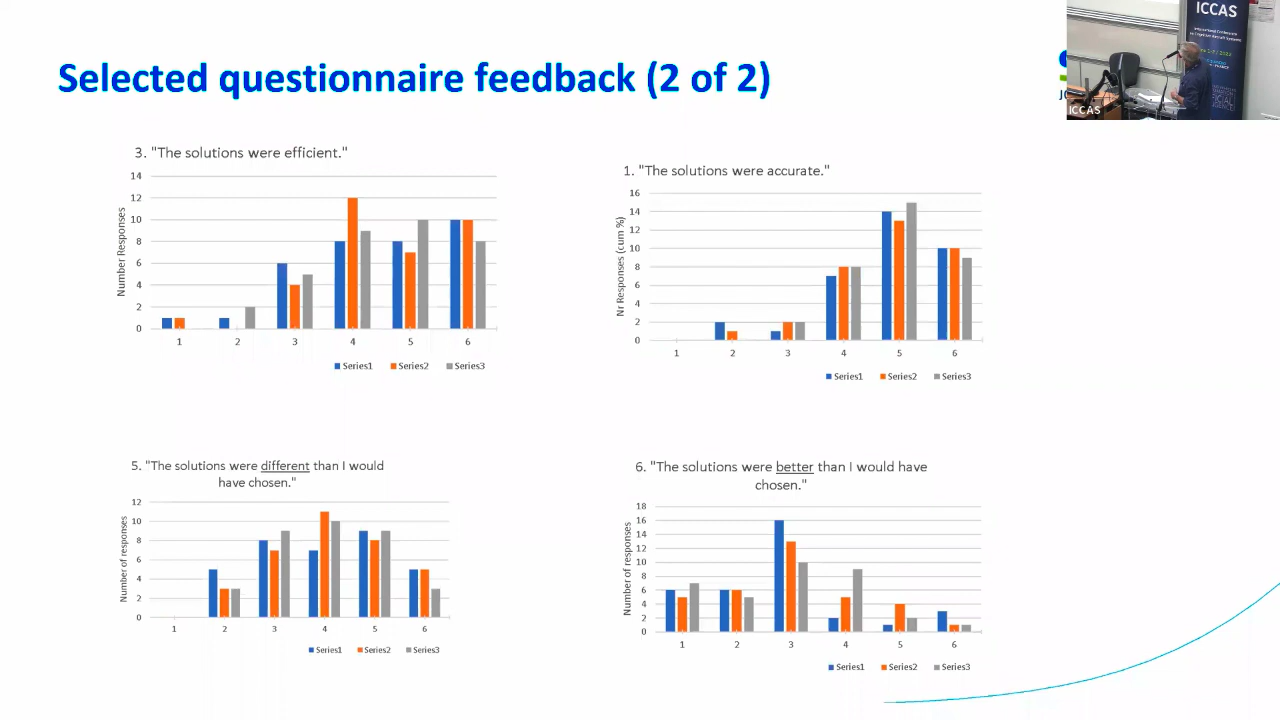 Selected questionnaire feedback (2 of 2)
ICCAS
ICCAS
3. "The solutions were efficient."
Number Responses
14
12
10
8
6
4
2
0
1 2 3 4 5 6
Series1 Series2 Series3
1. "The solutions were accurate."
Nr Responses (cum %)
16
14
12
10
8
6
4
2
0
1 2 3 4 5 6
Series1 Series2 Series3
5. "The solutions were different than I would
have chosen."
Number of responses
12
10
8
6
4
2
0
1 2 3 4 5 6
Series1 Series2 Series3
6. "The solutions were better than I would have
chosen."
Number of responses
18
16
14
12
10
8
6
4
2
0
1 2 3 4 5 6
Series1 Series2 Series3